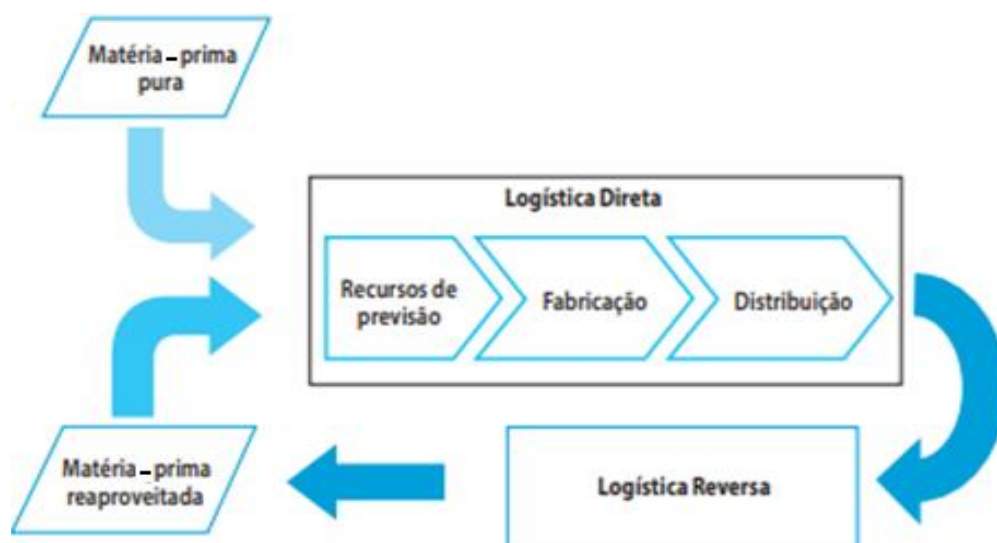 Matéria-prima
pura
Logística Direta
Recursos de
previsão
Fabricação
Distribuição
Matéria-prima
reaproveitada
Logística Reversa